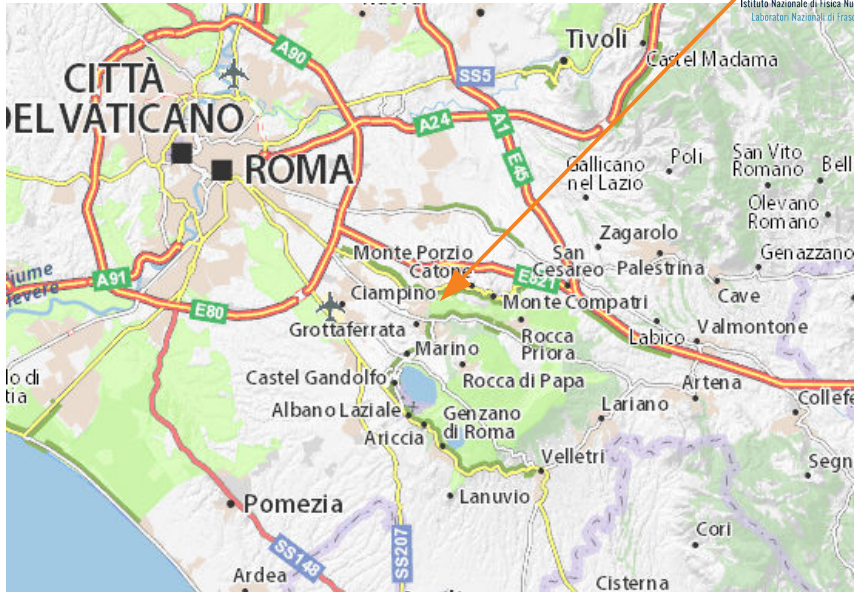 Istituto Nazionale di Fisica Nu
Laboratori Nazionali di Frasc
A90
Tivoli
Castel Madama
SS5
CITTÀ
DEL VATICANO
A24
A1
E45
ROMA
Gallicano
nel Lazio
Poli
San Vito
Romano
Bell
Olevano
Romano
Zagarolo
Monte Porzio
Catone
San
Cesareo
Palestrina
Genazzano
A91
E821
Ciampino
Monte Compatri
Cave
E80
Grottaferrata
Rocca
Priora
Labico
Valmontone
Marino
Castel Gandolfo
Rocca di Papa
Artena
Albano Laziale
Genzano
di Roma
Lariano
Collefe
Ariccia
Velletri
Segn
Lanuvio
Pomezia
Cori
SS148
SS207
Ardea
Cisterna